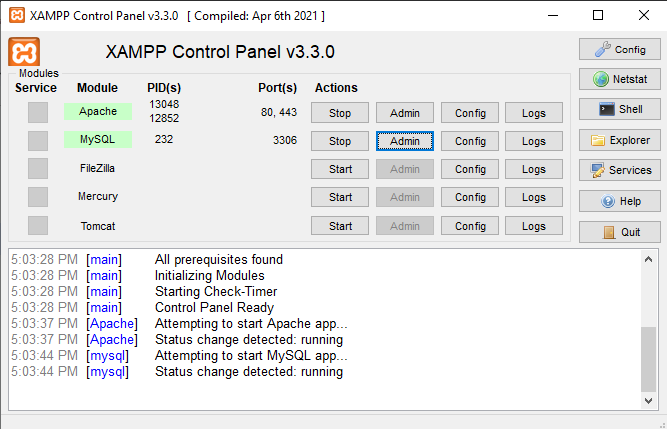 XAMPP Control Panel v3.3.0 [ Compiled: Apr 6th 2021 ]
XAMPP Control Panel v3.3.0
Config
Modules
Service Module PID(s) Port(s) Actions
Netstat
Apache 13048 12852 80, 443 Stop Admin Config Logs
Shell
MySQL 232 3306 Stop Admin Config Logs
Explorer
FileZilla Start Admin Config Logs
Services
Mercury Start Admin Config Logs
Help
Tomcat Start Admin Config Logs
Quit
5:03:28 PM [main] All prerequisites found
5:03:28 PM [main] Initializing Modules
5:03:28 PM [main] Starting Check-Timer
5:03:28 PM [main] Control Panel Ready
5:03:37 PM [Apache] Attempting to start Apache app...
5:03:37 PM [Apache] Status change detected: running
5:03:44 PM [mysql] Attempting to start MySQL app...
5:03:44 PM [mysql] Status change detected: running